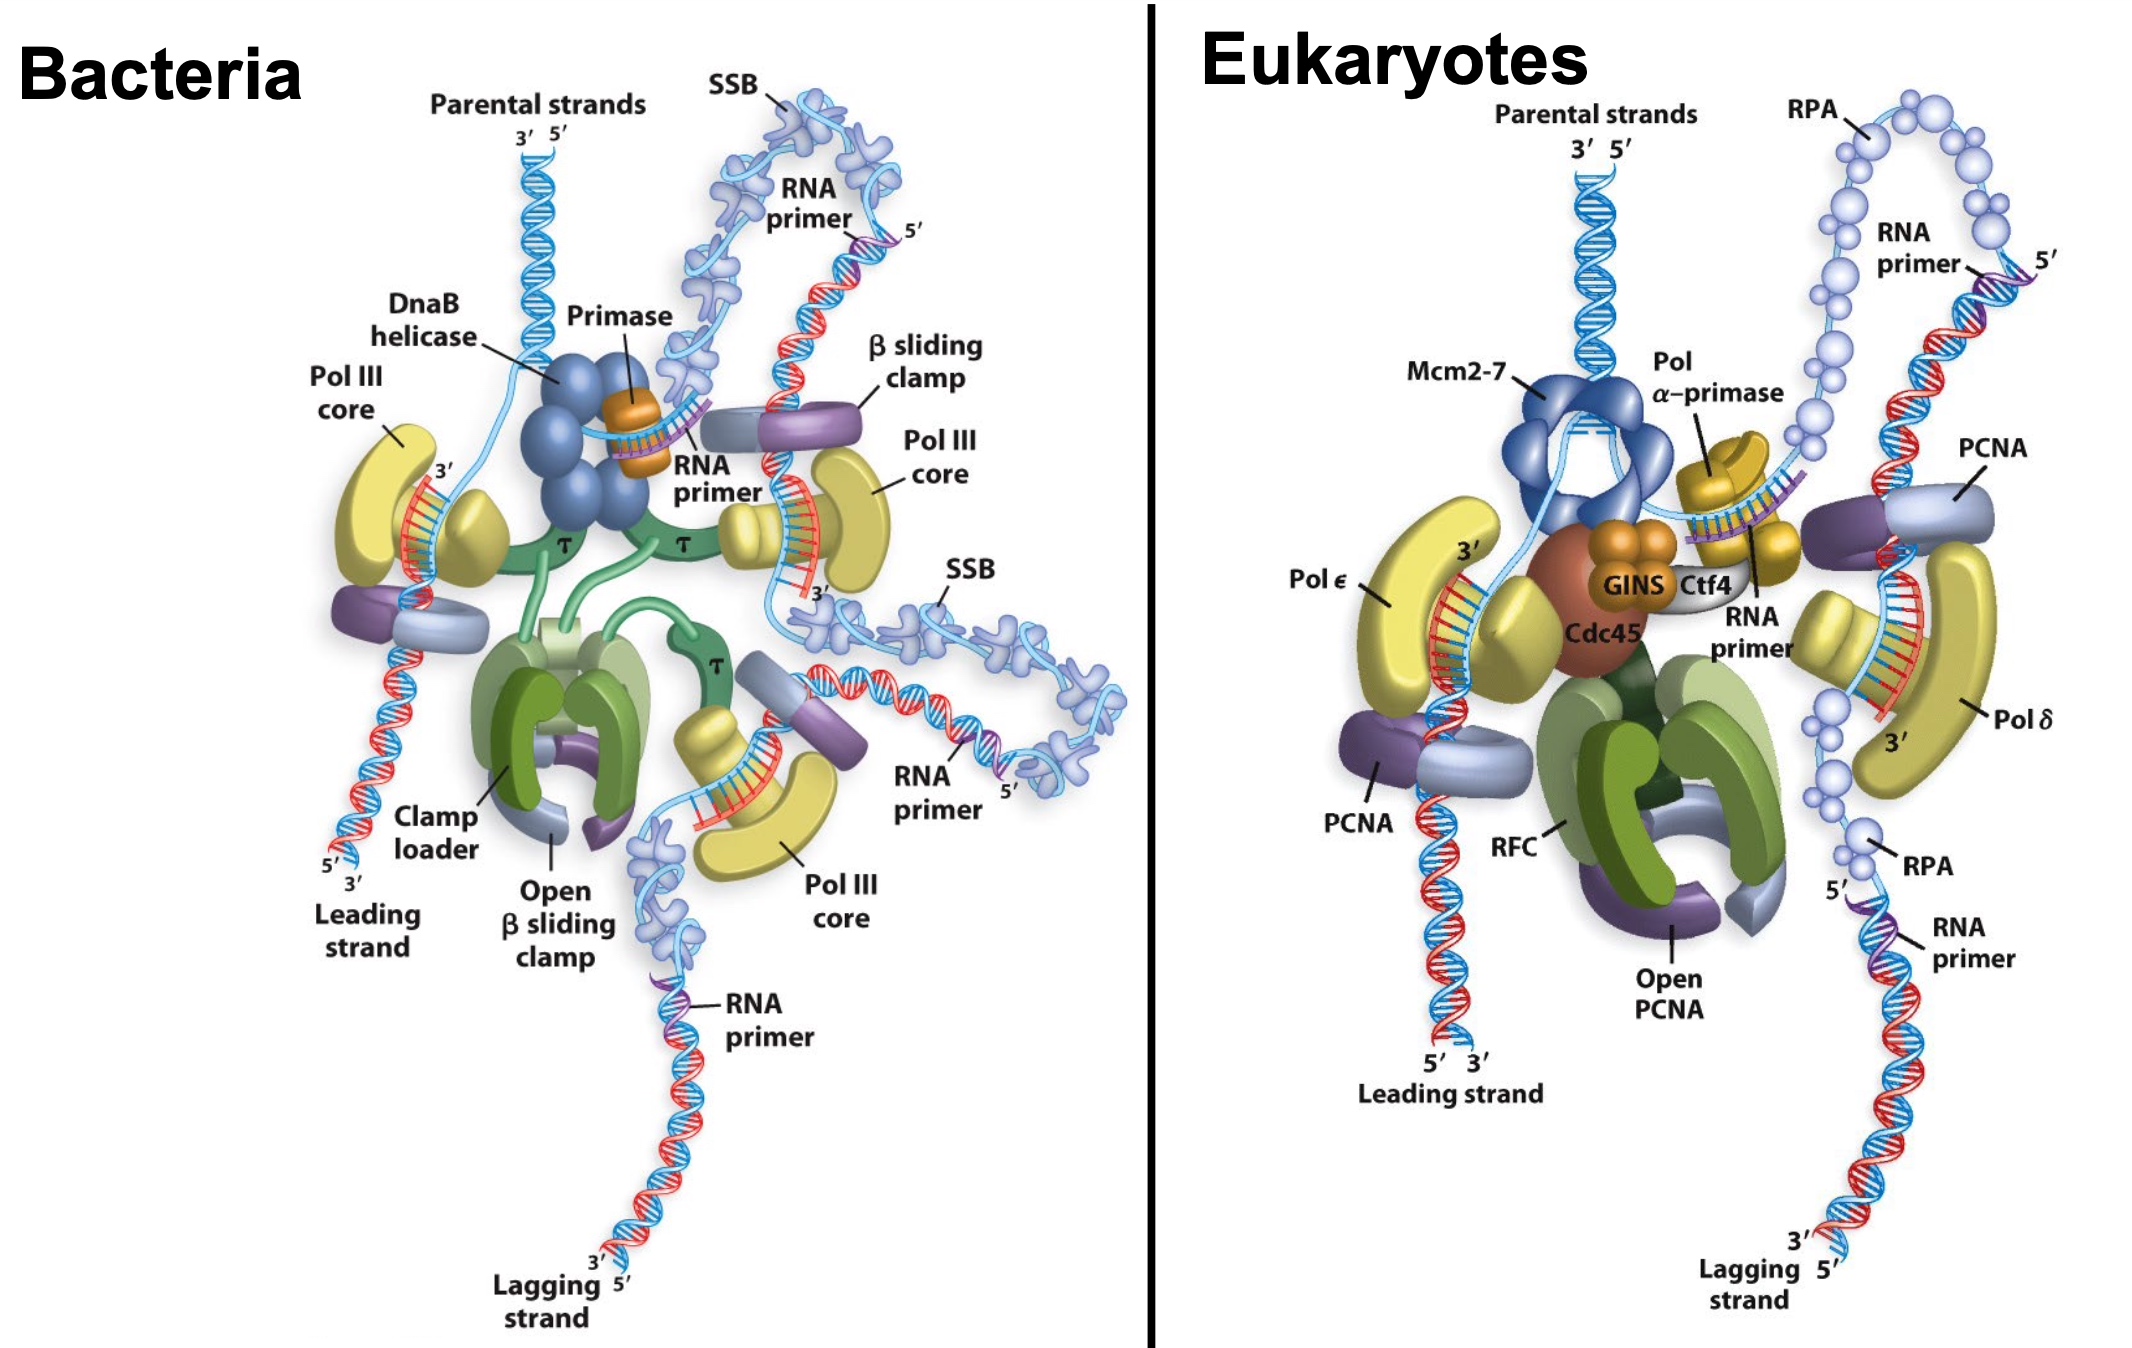 Bacteria
Parental strands
3′ 5′
SSB
RNA
primer
5′
DnaB
helicase
Primase
β sliding
clamp
Pol III
core
Pol III
core
3′
RNA
primer
τ
τ
3′
SSB
τ
RNA
primer
5′
Clamp
loader
5′
3′
Leading
strand
Open
β sliding
clamp
Pol III
core
RNA
primer
3′
5′
Lagging
strand
Eukaryotes
Parental strands
3′ 5′
RPA
RNA
primer
5′
Mcm2-7
Pol
α–primase
PCNA
3′
Pol ϵ
GINS
Ctf4
Cdc45
RNA
primer
Pol δ
3′
PCNA
RFC
RPA
5′
RNA
primer
Open
PCNA
5′ 3′
Leading strand
3′
5′
Lagging
strand